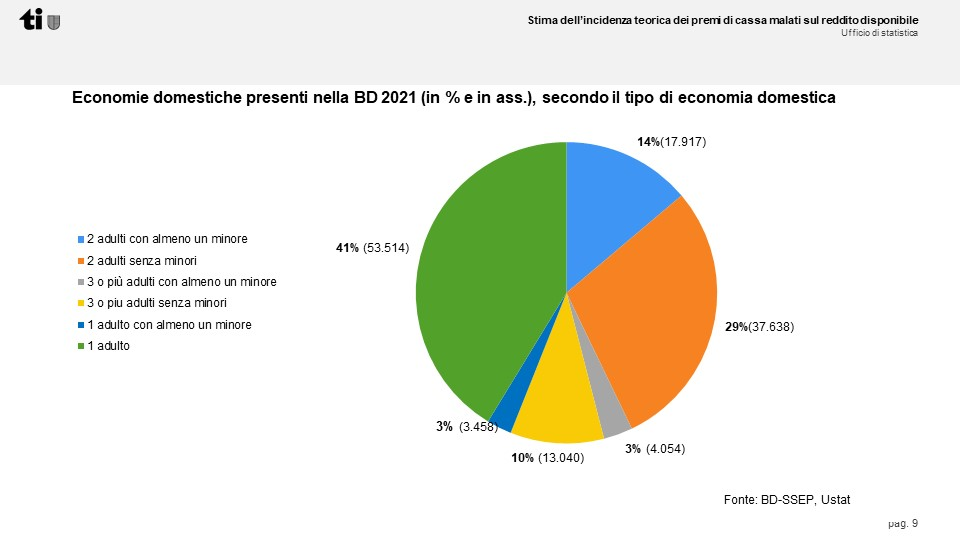 ti
Stima dell'incidenza teorica dei premi di cassa malati sul reddito disponibile
Ufficio di statistica
Economie domestiche presenti nella BD 2021 (in % e in ass.), secondo il tipo di economia domestica
14%(17.917)
2 adulti con almeno un minore
2 adulti senza minori
3 o più adulti con almeno un minore
3 o piu adulti senza minori
1 adulto con almeno un minore
1 adulto
41% (53.514)
29%(37.638)
3% (3.458)
3% (4.054)
10% (13.040)
Fonte: BD-SSEP, Ustat
pag. 9